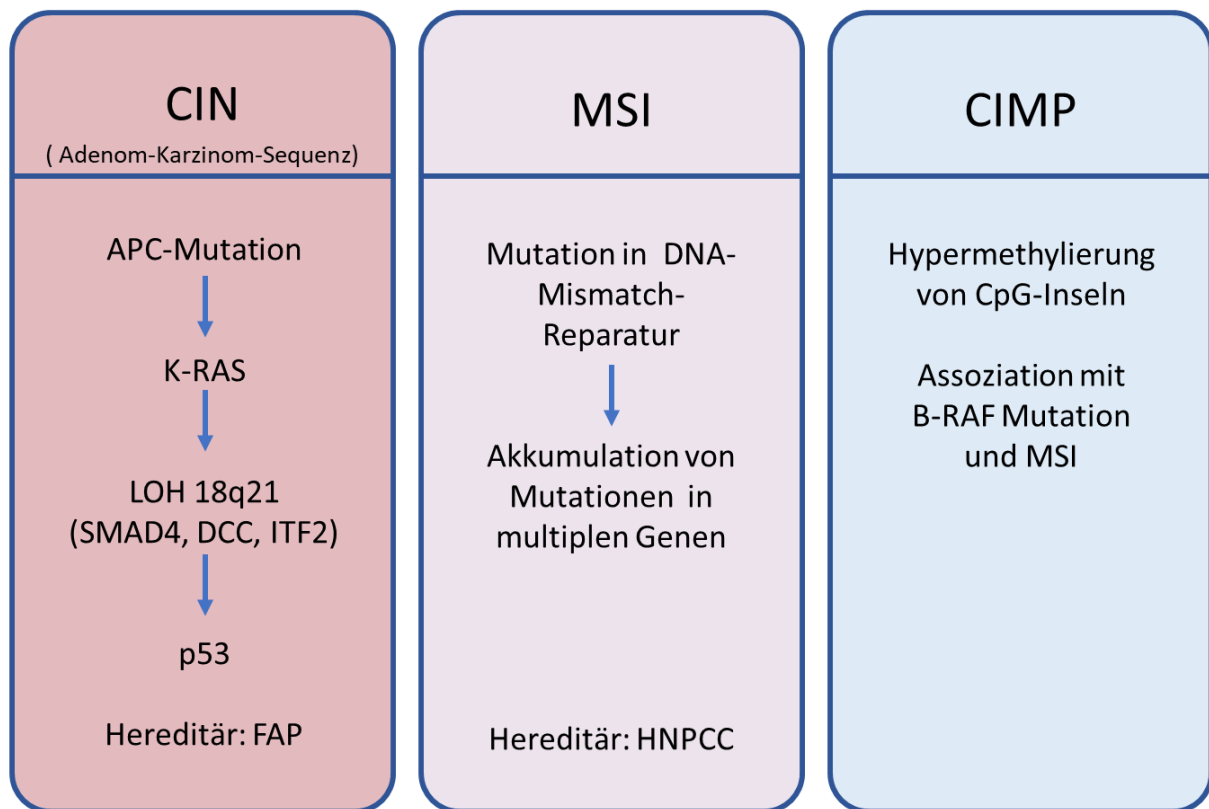 CIN
( Adenom-Karzinom-Sequenz)
APC-Mutation
K-RAS
LOH 18q21
(SMAD4, DCC, ITF2)
p53
Hereditär: FAP
MSI
Mutation in DNA-
Mismatch-
Reparatur
Akkumulation von
Mutationen in
multiplen Genen
Hereditär: HNPCC
CIMP
Hypermethylierung
von CpG-Inseln
Assoziation mit
B-RAF Mutation
und MSI